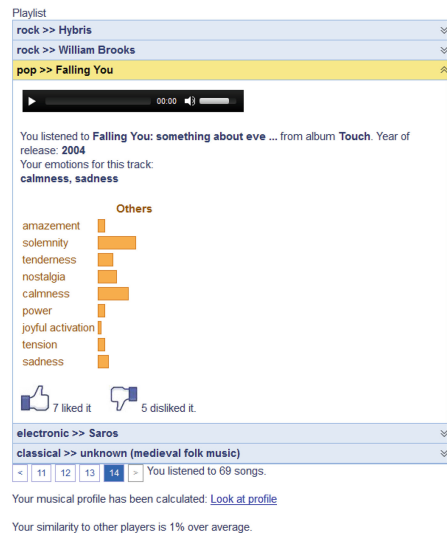 Playlist
rock >> Hybris
rock >> William Brooks
pop >> Falling You
00:00
You listened to Falling You: something about eve ... from album Touch. Year of
release: 2004
Your emotions for this track:
calmness, sadness
Others
amazement
solemnity
tenderness
nostalgia
calmness
power
joyful activation
tension
sadness
7 liked it 5 disliked it.
electronic >> Saros
classical >> unknown (medieval folk music)
< 11 12 13 14 > You listened to 69 songs.
Your musical profile has been calculated: Look at profile
Your similarity to other players is 1% over average.